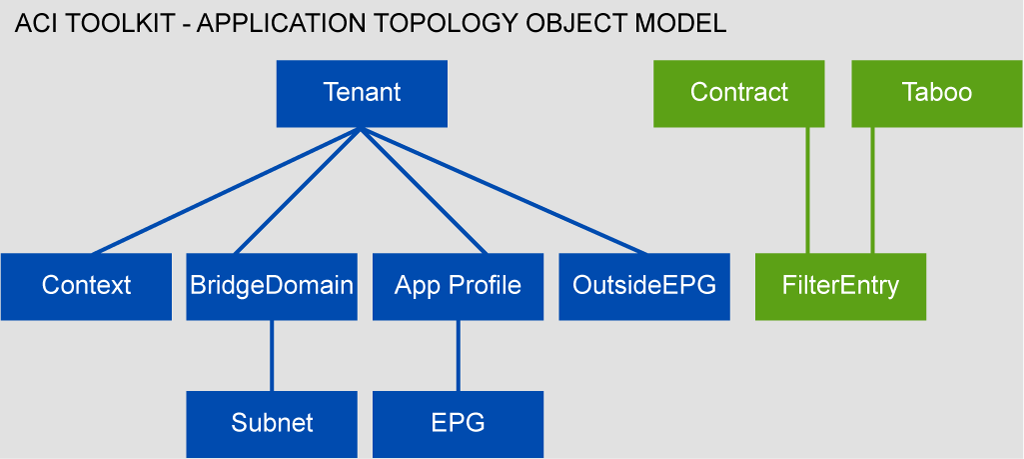 ACI TOOLKIT - APPLICATION TOPOLOGY OBJECT MODEL
Tenant
Contract
Taboo
Context
BridgeDomain
App Profile
OutsideEPG
FilterEntry
Subnet
EPG